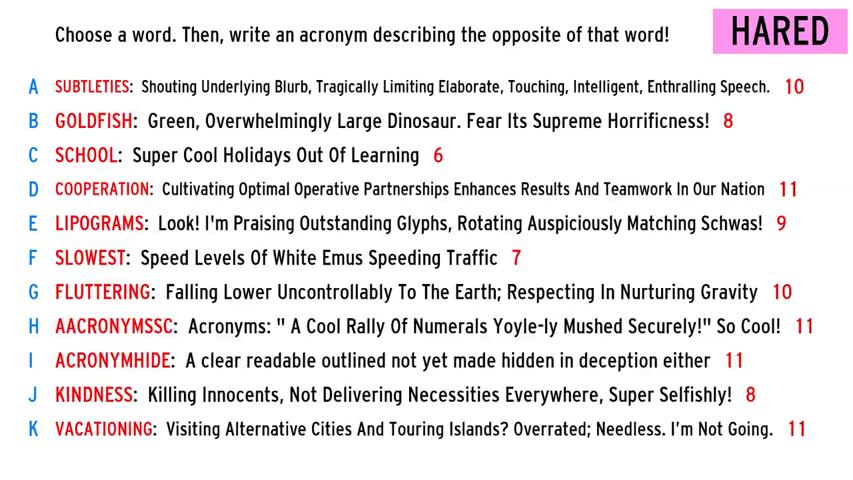 Choose a word. Then, write an acronym describing the opposite of that word!
HARED
A SUBTLETIES: Shouting Underlying Blurb, Tragically Limiting Elaborate, Touching, Intelligent, Enthralling Speech. 10
B GOLDFISH: Green, Overwhelmingly Large Dinosaur. Fear Its Supreme Horrificness! 8
C SCHOOL: Super Cool Holidays Out Of Learning 6
D COOPERATION: Cultivating Optimal Operative Partnerships Enhances Results And Teamwork In Our Nation 11
E LIPOGRAMS: Look! I'm Praising Outstanding Glyphs, Rotating Auspiciously Matching Schwas! 9
F SLOWEST: Speed Levels Of White Emus Speeding Traffic 7
G FLUTTERING: Falling Lower Uncontrollably To The Earth; Respecting In Nurturing Gravity 10
H AACRONYMSSC: Acronyms: " A Cool Rally Of Numerals Yoyle-ly Mushed Securely!" So Cool! 11
I ACRONYMHIDE: A clear readable outlined not yet made hidden in deception either 11
J KINDNESS: Killing Innocents, Not Delivering Necessities Everywhere, Super Selfishly! 8
K VACATIONING: Visiting Alternative Cities And Touring Islands? Overrated; Needless. I'm Not Going. 11